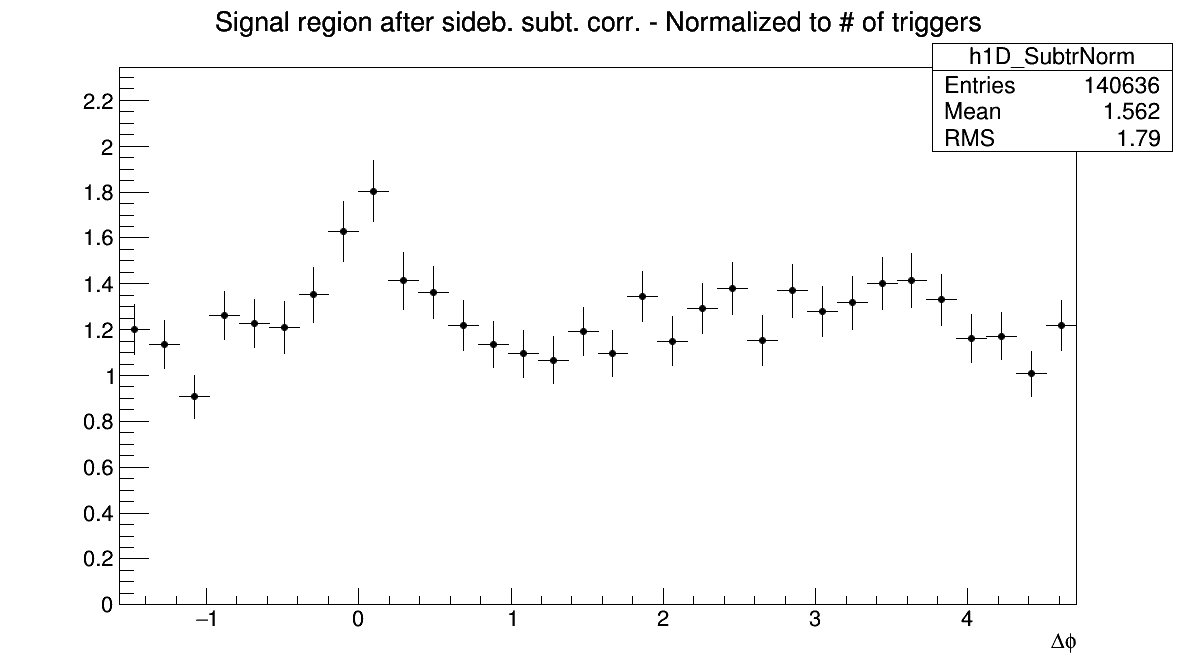 Signal region after sideb. subt. corr. - Normalized to # of triggers
h1D_SubtrNorm
Entries 140636
Mean 1.562
RMS 1.79
2.2
2
1.8
1.6
1.4
1.2
1
0.8
0.6
0.4
0.2
0
−1 0 1 2 3 4
Δϕ